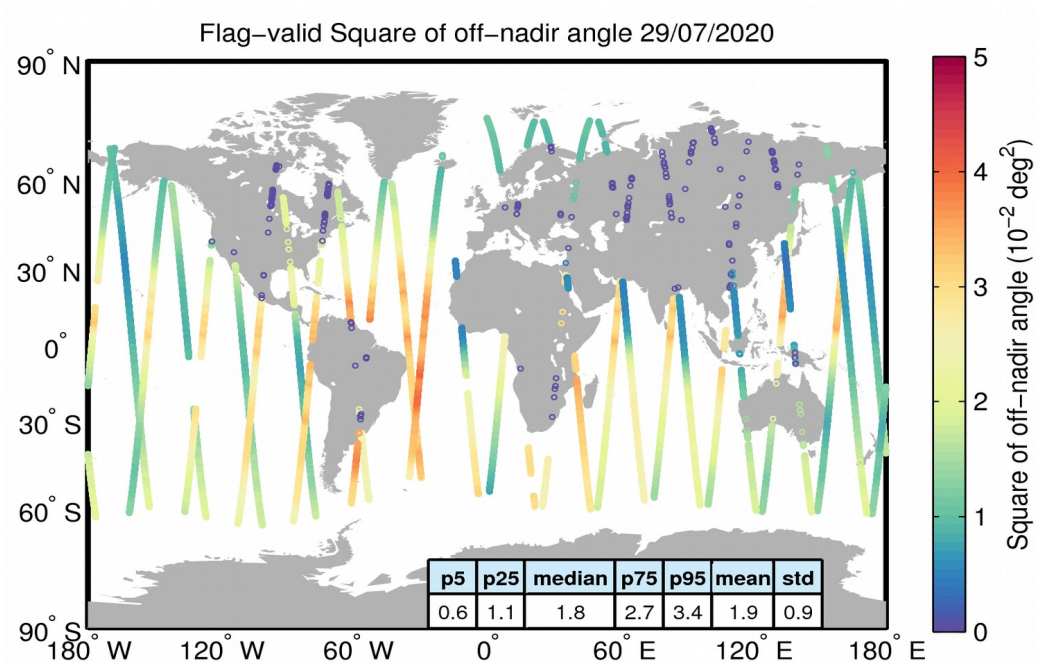 Flag−valid Square of off−nadir angle 29/07/2020
90° N
60° N
30° N
0°
30° S
60° S
90° S
180° W
120° W
60° W
0°
60° E
120° E
180° E
p5 p25 median p75 p95 mean std
0.6 1.1 1.8 2.7 3.4 1.9 0.9
5
4
3
2
1
0
Square of off−nadir angle (10⁻² deg²)